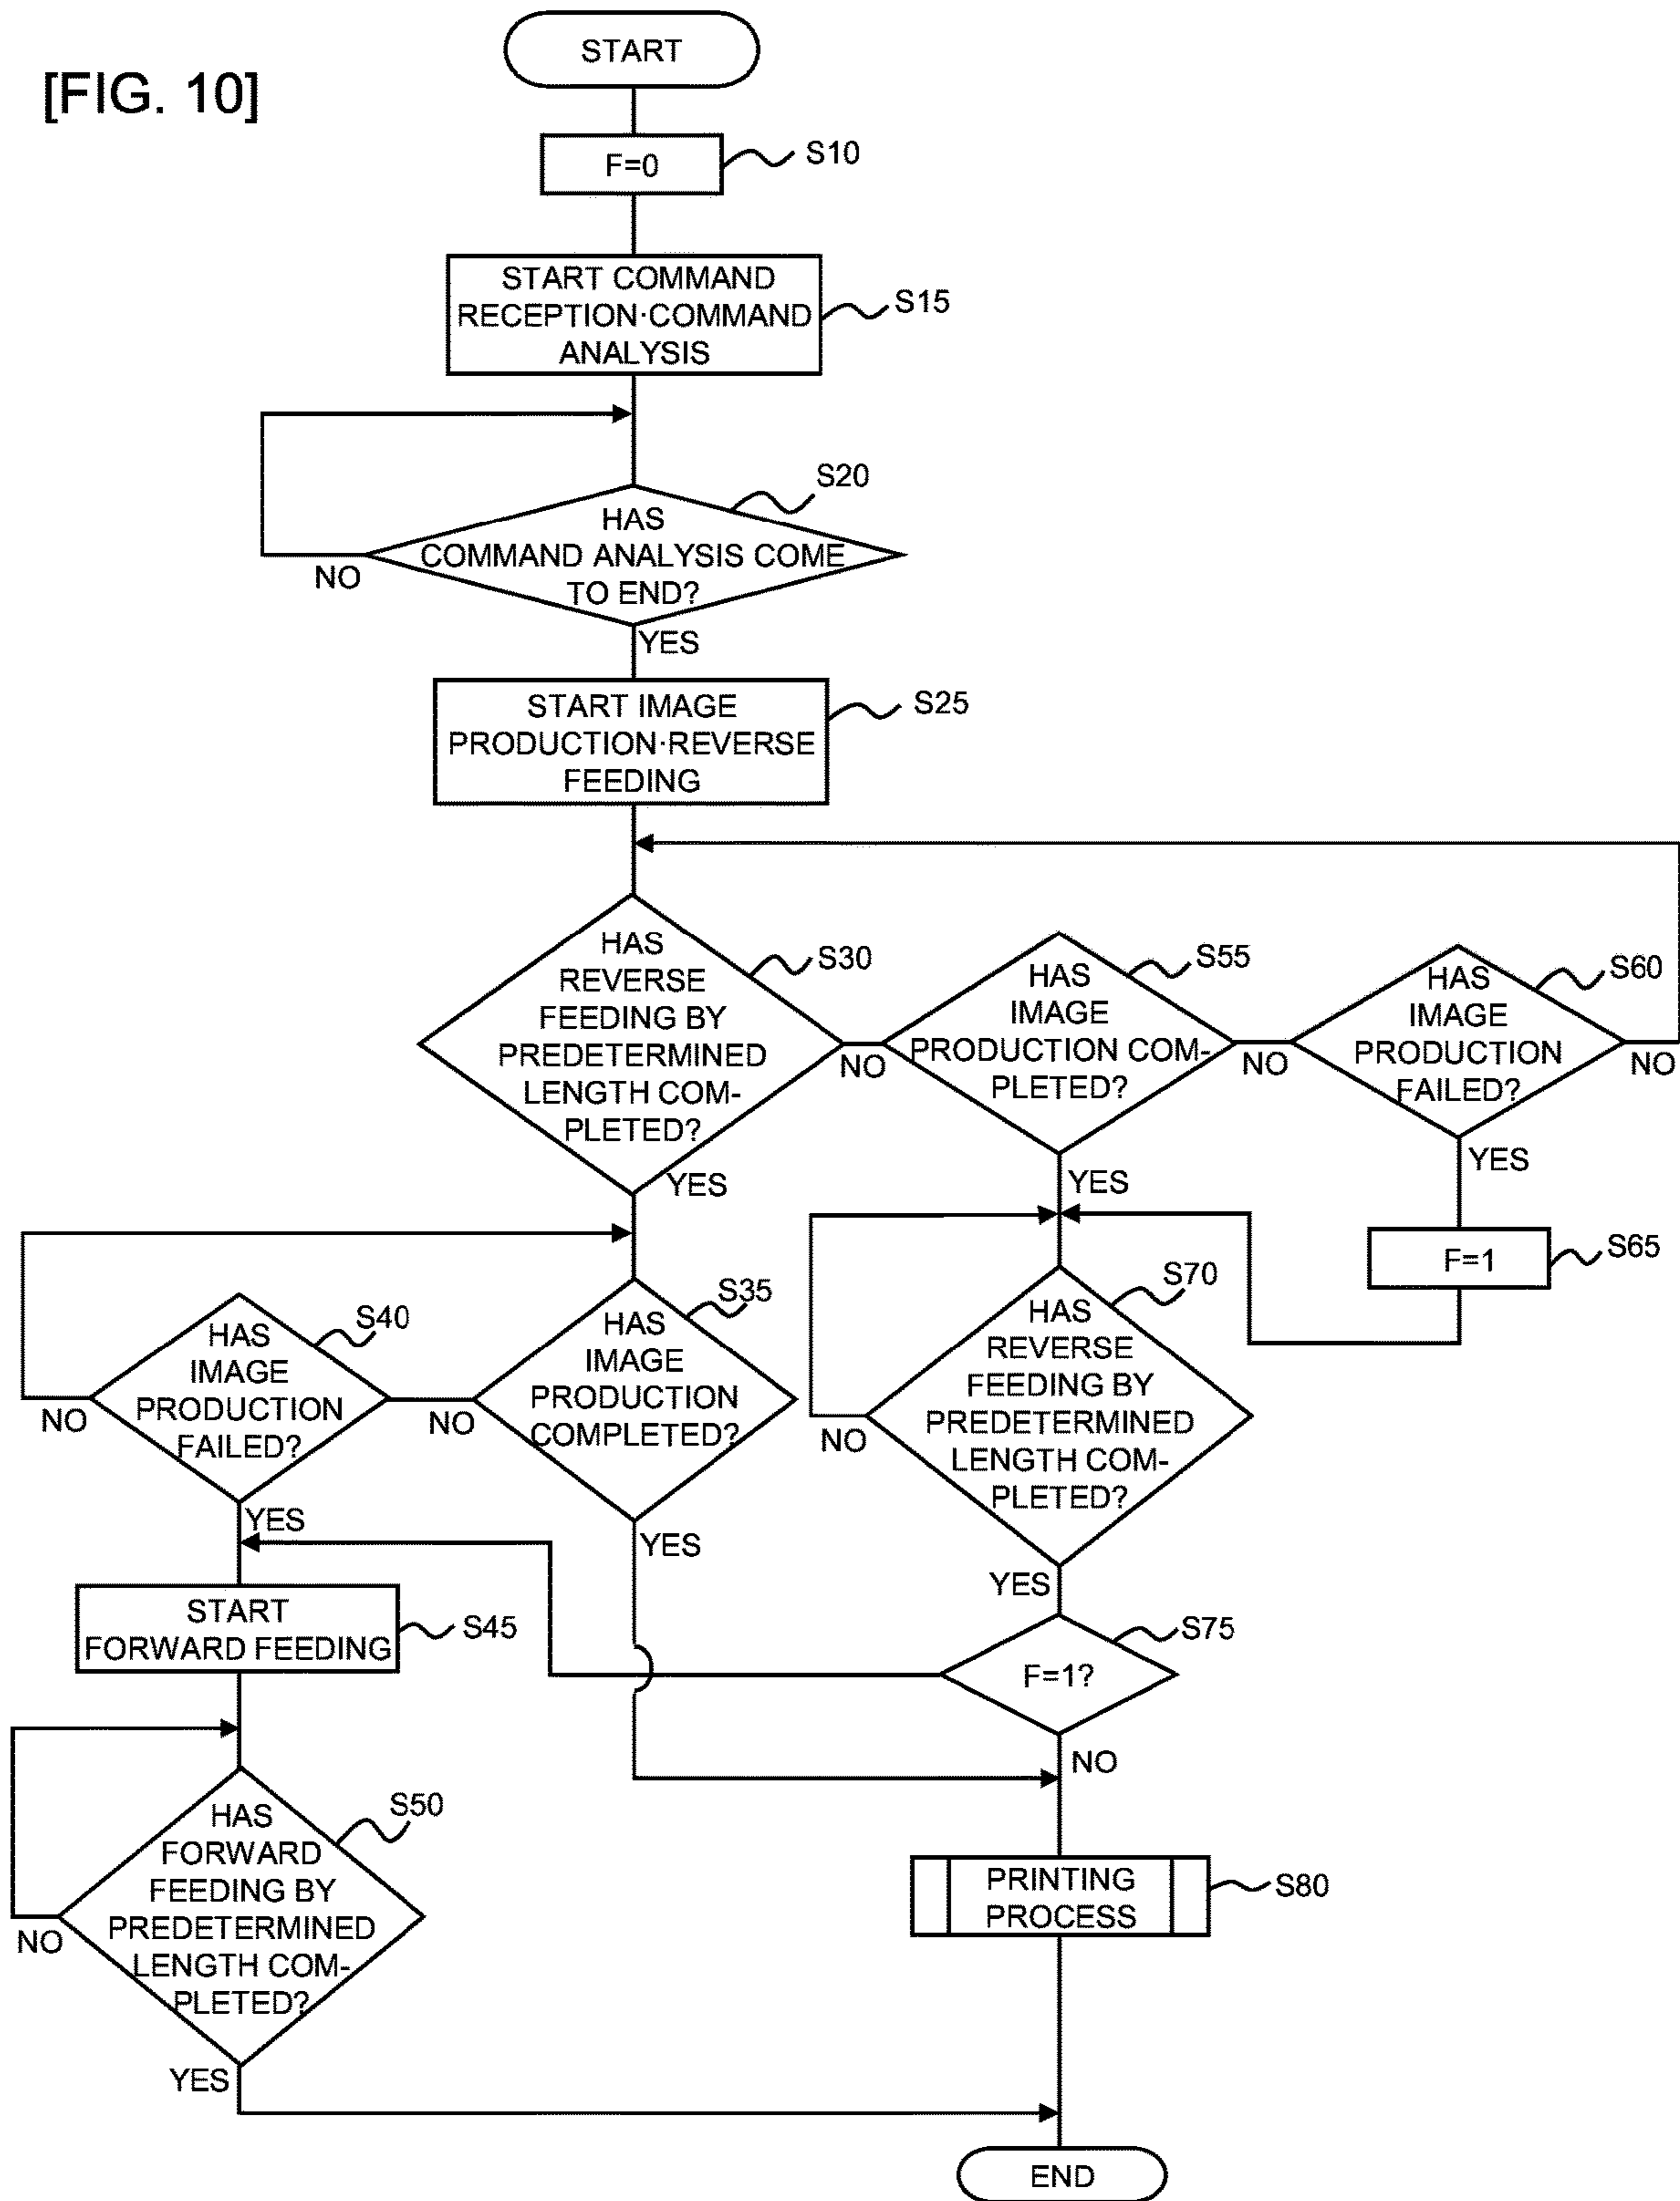 [FIG. 10]
START
F=0
S10
START COMMAND
RECEPTION·COMMAND
ANALYSIS
S15
S20
HAS
COMMAND ANALYSIS COME
TO END?
NO
YES
START IMAGE
PRODUCTION·REVERSE
FEEDING
S25
HAS
REVERSE
FEEDING BY
PREDETERMINED
LENGTH COM-
PLETED?
S30
NO
YES
HAS
IMAGE
PRODUCTION COM-
PLETED?
S55
NO
YES
HAS
IMAGE
PRODUCTION
FAILED?
S60
NO
YES
F=1
S65
HAS
IMAGE
PRODUCTION
COMPLETED?
S35
NO
YES
HAS
IMAGE
PRODUCTION
FAILED?
S40
NO
YES
HAS
REVERSE
FEEDING BY
PREDETERMINED
LENGTH COM-
PLETED?
S70
NO
YES
START
FORWARD FEEDING
S45
F=1?
S75
NO
HAS
FORWARD
FEEDING BY
PREDETERMINED
LENGTH COM-
PLETED?
S50
NO
YES
PRINTING
PROCESS
S80
END